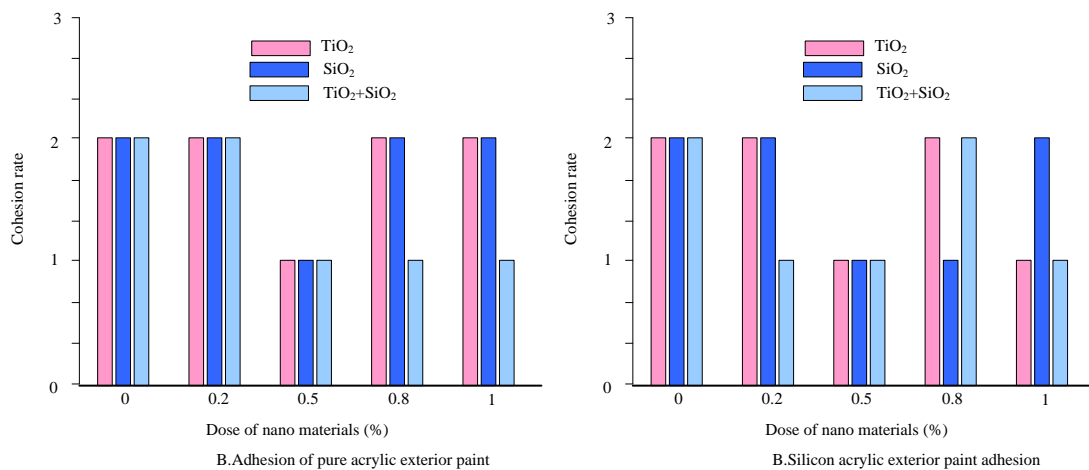 3
2
1
0
Cohesion rate
TiO₂
SiO₂
TiO₂+SiO₂
0 0.2 0.5 0.8 1
Dose of nano materials (%)
B.Adhesion of pure acrylic exterior paint
3
2
1
0
Cohesion rate
TiO₂
SiO₂
TiO₂+SiO₂
0 0.2 0.5 0.8 1
Dose of nano materials (%)
B.Silicon acrylic exterior paint adhesion